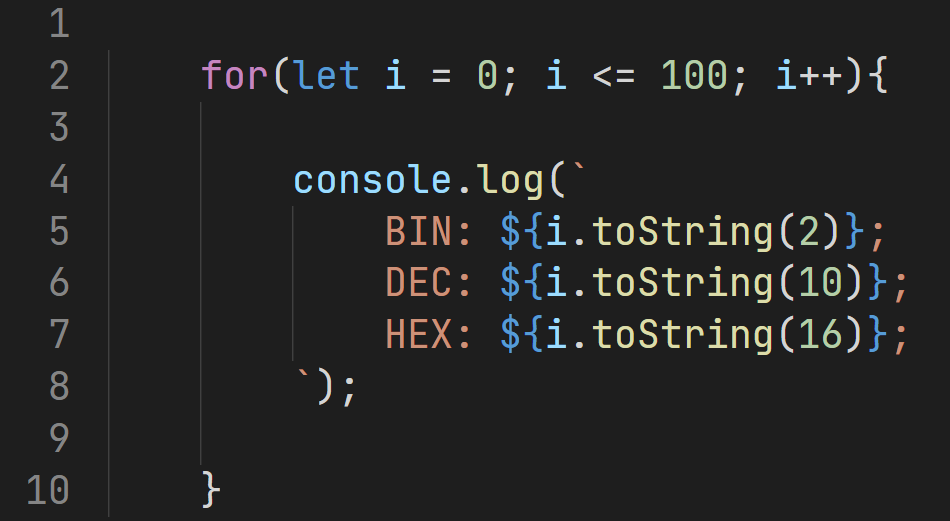 1
2 for(let i = 0; i <= 100; i++){
3
4 console.log(`
5 BIN: ${i.toString(2)};
6 DEC: ${i.toString(10)};
7 HEX: ${i.toString(16)};
8 `);
9
10 }